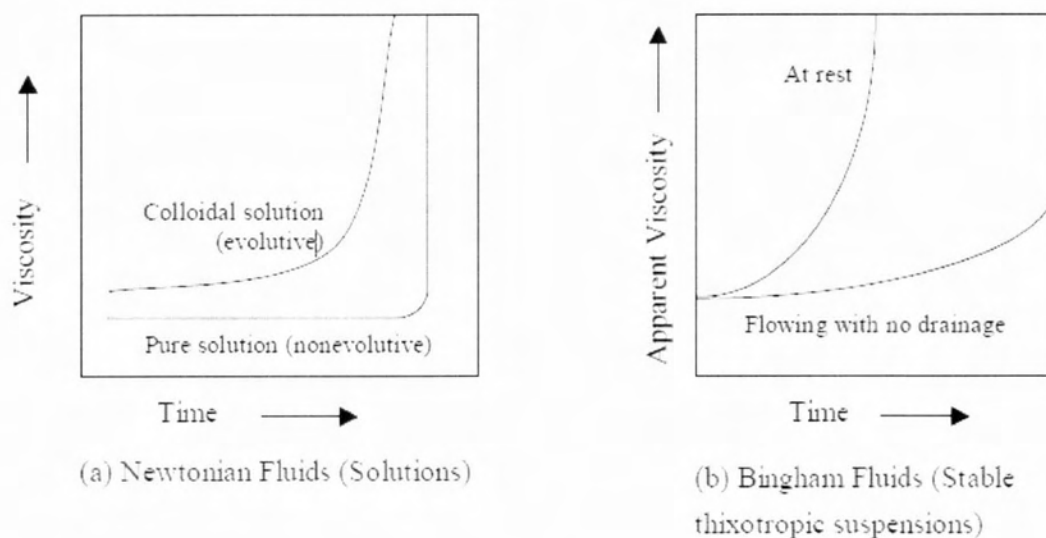 Viscosity
Colloidal solution
(evolutive)
Pure solution (nonevolutive)
Time
(a) Newtonian Fluids (Solutions)
Apparent Viscosity
At rest
Flowing with no drainage
Time
(b) Bingham Fluids (Stable
thixotropic suspensions)